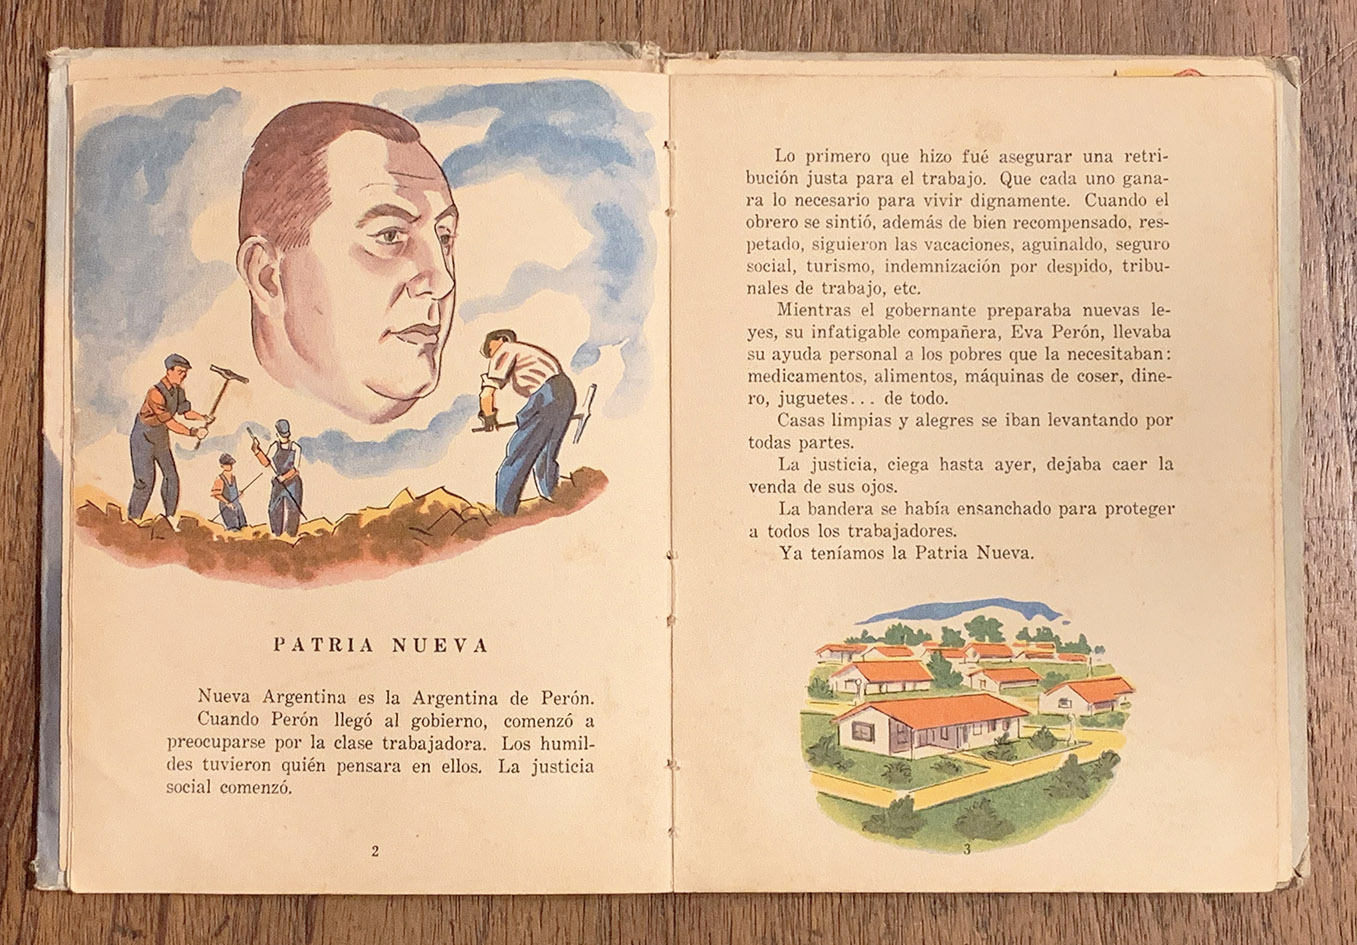 PATRIA NUEVA
Nueva Argentina es la Argentina de Perón.
Cuando Perón llegó al gobierno, comenzó a
preocuparse por la clase trabajadora. Los humil-
des tuvieron quién pensara en ellos. La justicia
social comenzó.
2
Lo primero que hizo fué asegurar una retri-
bución justa para el trabajo. Que cada uno gana-
ra lo necesario para vivir dignamente. Cuando el
obrero se sintió, además de bien recompensado, res-
petado, siguieron las vacaciones, aguinaldo, seguro
social, turismo, indemnización por despido, tribu-
nales de trabajo, etc.
Mientras el gobernante preparaba nuevas le-
yes, su infatigable compañera, Eva Perón, llevaba
su ayuda personal a los pobres que la necesitaban:
medicamentos, alimentos, máquinas de coser, dine-
ro, juguetes... de todo.
Casas limpias y alegres se iban levantando por
todas partes.
La justicia, ciega hasta ayer, dejaba caer la
venda de sus ojos.
La bandera se había ensanchado para proteger
a todos los trabajadores.
Ya teníamos la Patria Nueva.
3